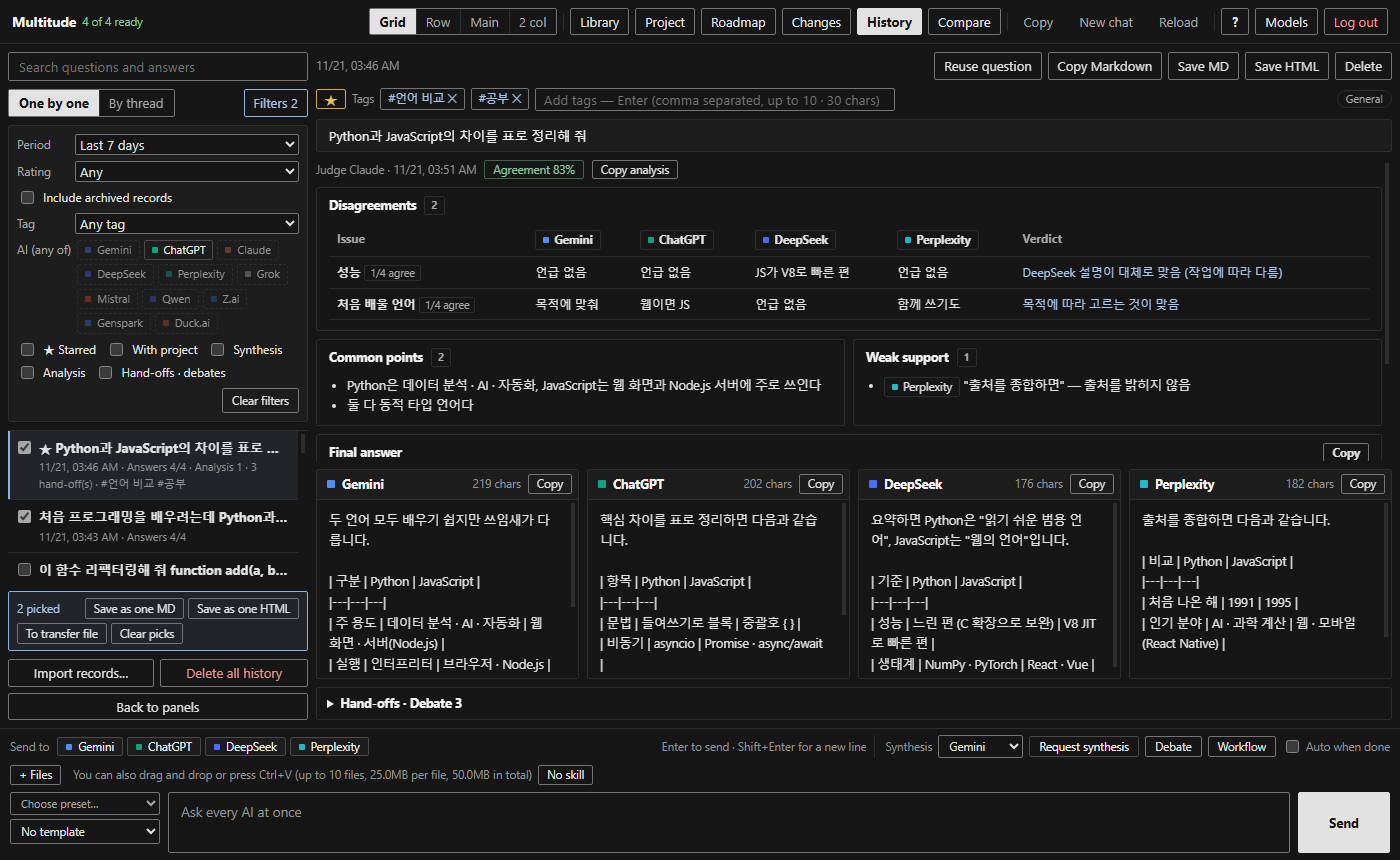 Multitude 4 of 4 ready
Grid Row Main 2 col Library Project Roadmap Changes History Compare Copy New chat Reload ? Models Log out
Search questions and answers
11/21, 03:46 AM
Reuse question Copy Markdown Save MD Save HTML Delete
One by one By thread Filters 2
★ Tags #언어 비교 × #공부 × Add tags — Enter (comma separated, up to 10 · 30 chars) General
Period Last 7 days
Rating Any
Include archived records
Tag Any tag
AI (any of) Gemini ChatGPT Claude
DeepSeek Perplexity Grok
Mistral Qwen Z.ai
Genspark Duck.ai
★ Starred With project Synthesis
Analysis Hand-offs · debates
Clear filters
★ Python과 JavaScript의 차이를 표로 ...
11/21, 03:46 AM · Answers 4/4 · Analysis 1 · 3
hand-off(s) · #언어 비교 #공부
처음 프로그래밍을 배우려는데 Python과...
11/21, 03:43 AM · Answers 4/4
이 함수 리팩터링해 줘 function add(a, b...
2 picked Save as one MD Save as one HTML
To transfer file Clear picks
Import records... Delete all history
Back to panels
Python과 JavaScript의 차이를 표로 정리해 줘
Judge Claude · 11/21, 03:51 AM Agreement 83% Copy analysis
Disagreements 2
Issue Gemini ChatGPT DeepSeek Perplexity Verdict
성능 1/4 agree 언급 없음 언급 없음 JS가 V8로 빠른 편 언급 없음 DeepSeek 설명이 대체로 맞음 (작업에 따라 다름)
처음 배울 언어 1/4 agree 목적에 맞춰 웹이면 JS 언급 없음 함께 쓰기도 목적에 따라 고르는 것이 맞음
Common points 2
• Python은 데이터 분석 · AI · 자동화, JavaScript는 웹 화면과 Node.js 서버에 주로 쓰인다
• 둘 다 동적 타입 언어다
Weak support 1
• Perplexity "출처를 종합하면" — 출처를 밝히지 않음
Final answer Copy
Gemini 219 chars Copy
두 언어 모두 배우기 쉽지만 쓰임새가 다
릅니다.
| 구분 | Python | JavaScript |
|---|---|---|
| 주 용도 | 데이터 분석 · AI · 자동화 | 웹
화면 · 서버(Node.js) |
| 실행 | 인터프리터 | 브라우저 · Node.js |
ChatGPT 202 chars Copy
핵심 차이를 표로 정리하면 다음과 같습
니다.
| 항목 | Python | JavaScript |
|---|---|---|
| 문법 | 들여쓰기로 블록 | 중괄호 { } |
| 비동기 | asyncio | Promise · async/await
|
DeepSeek 176 chars Copy
요약하면 Python은 "읽기 쉬운 범용 언
어", JavaScript는 "웹의 언어"입니다.
| 기준 | Python | JavaScript |
|---|---|---|
| 성능 | 느린 편 (C 확장으로 보완) | V8 JIT
로 빠른 편 |
| 생태계 | NumPy · PyTorch | React · Vue |
Perplexity 182 chars Copy
출처를 종합하면 다음과 같습니다.
| 비교 | Python | JavaScript |
|---|---|---|
| 처음 나온 해 | 1991 | 1995 |
| 인기 분야 | AI · 과학 계산 | 웹 · 모바일
(React Native) |
▶ Hand-offs · Debate 3
Send to Gemini ChatGPT DeepSeek Perplexity Enter to send · Shift+Enter for a new line Synthesis Gemini Request synthesis Debate Workflow Auto when done
+ Files You can also drag and drop or press Ctrl+V (up to 10 files, 25.0MB per file, 50.0MB in total) No skill
Choose preset...
No template
Ask every AI at once
Send